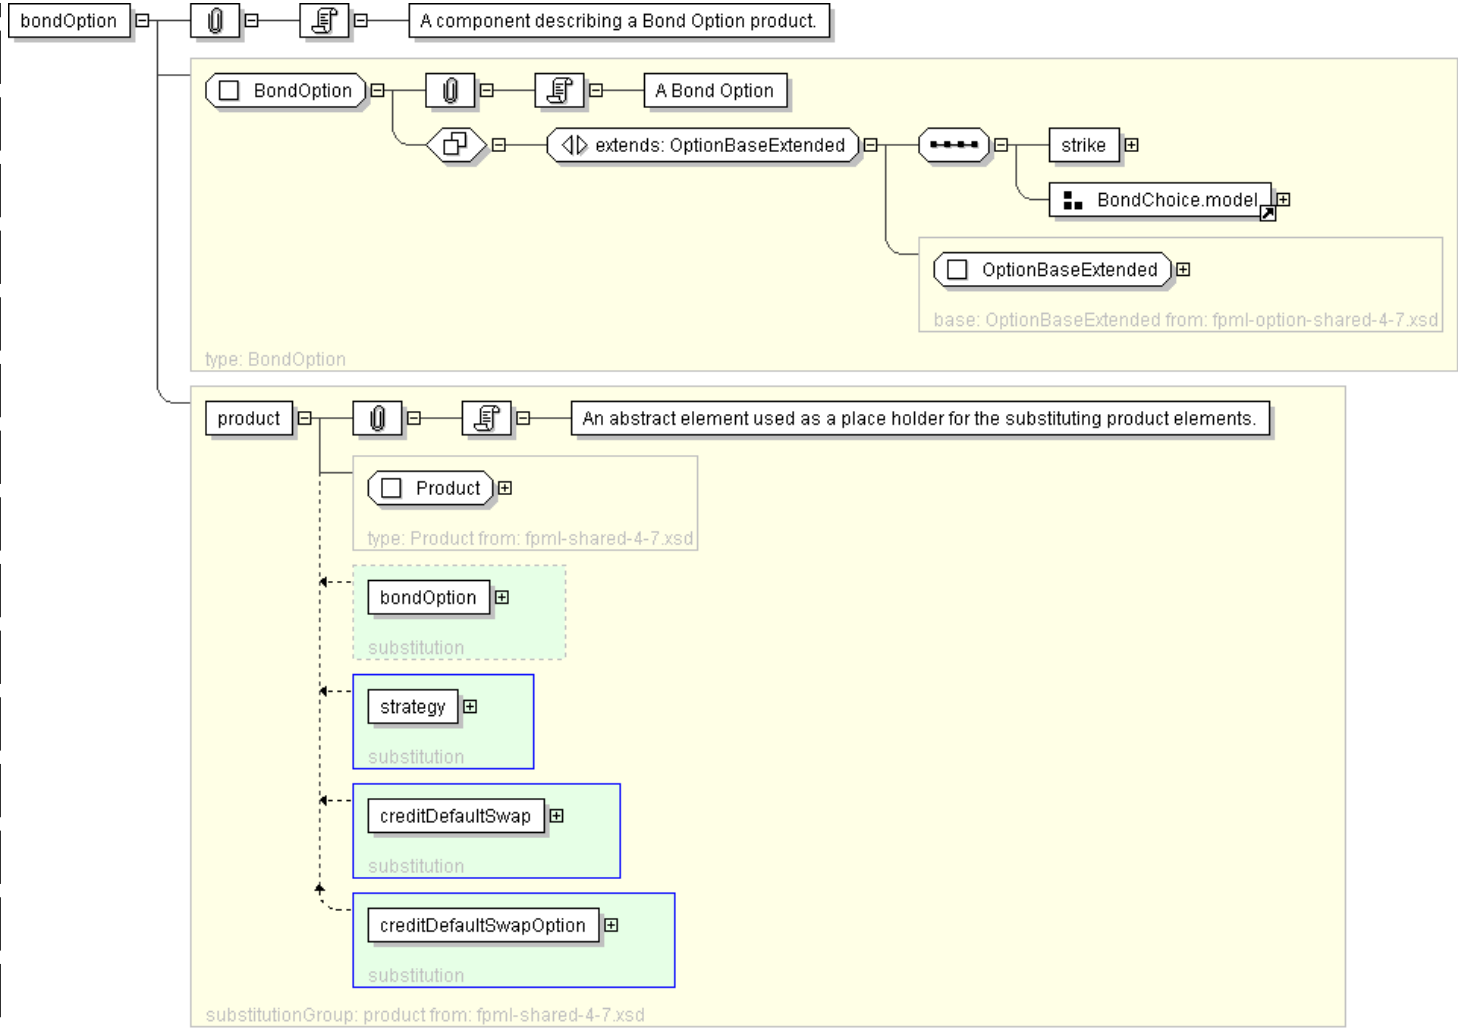 bondOption
A component describing a Bond Option product.
BondOption
A Bond Option
extends: OptionBaseExtended
strike
BondChoice.model
OptionBaseExtended
base: OptionBaseExtended from: fpml-option-shared-4-7.xsd
type: BondOption
product
An abstract element used as a place holder for the substituting product elements.
Product
type: Product from: fpml-shared-4-7.xsd
bondOption
substitution
strategy
substitution
creditDefaultSwap
substitution
creditDefaultSwapOption
substitution
substitutionGroup: product from: fpml-shared-4-7.xsd